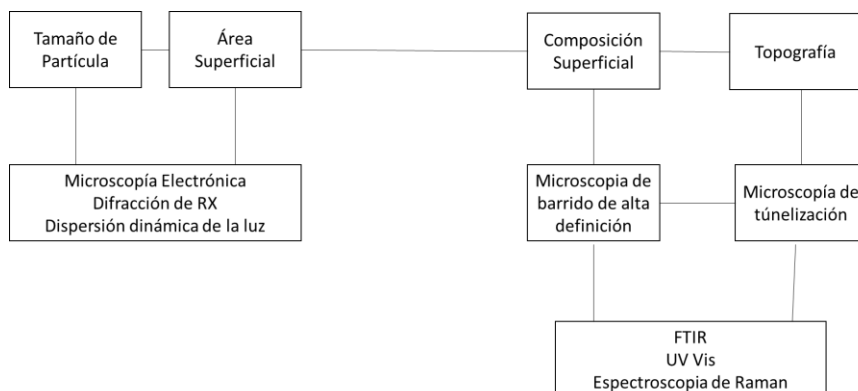 Tamaño de
Partícula
Área
Superficial
Composición
Superficial
Topografía
Microscopía Electrónica
Difracción de RX
Dispersión dinámica de la luz
Microscopia de
barrido de alta
definición
Microscopía de
túnelización
FTIR
UV Vis
Espectroscopia de Raman